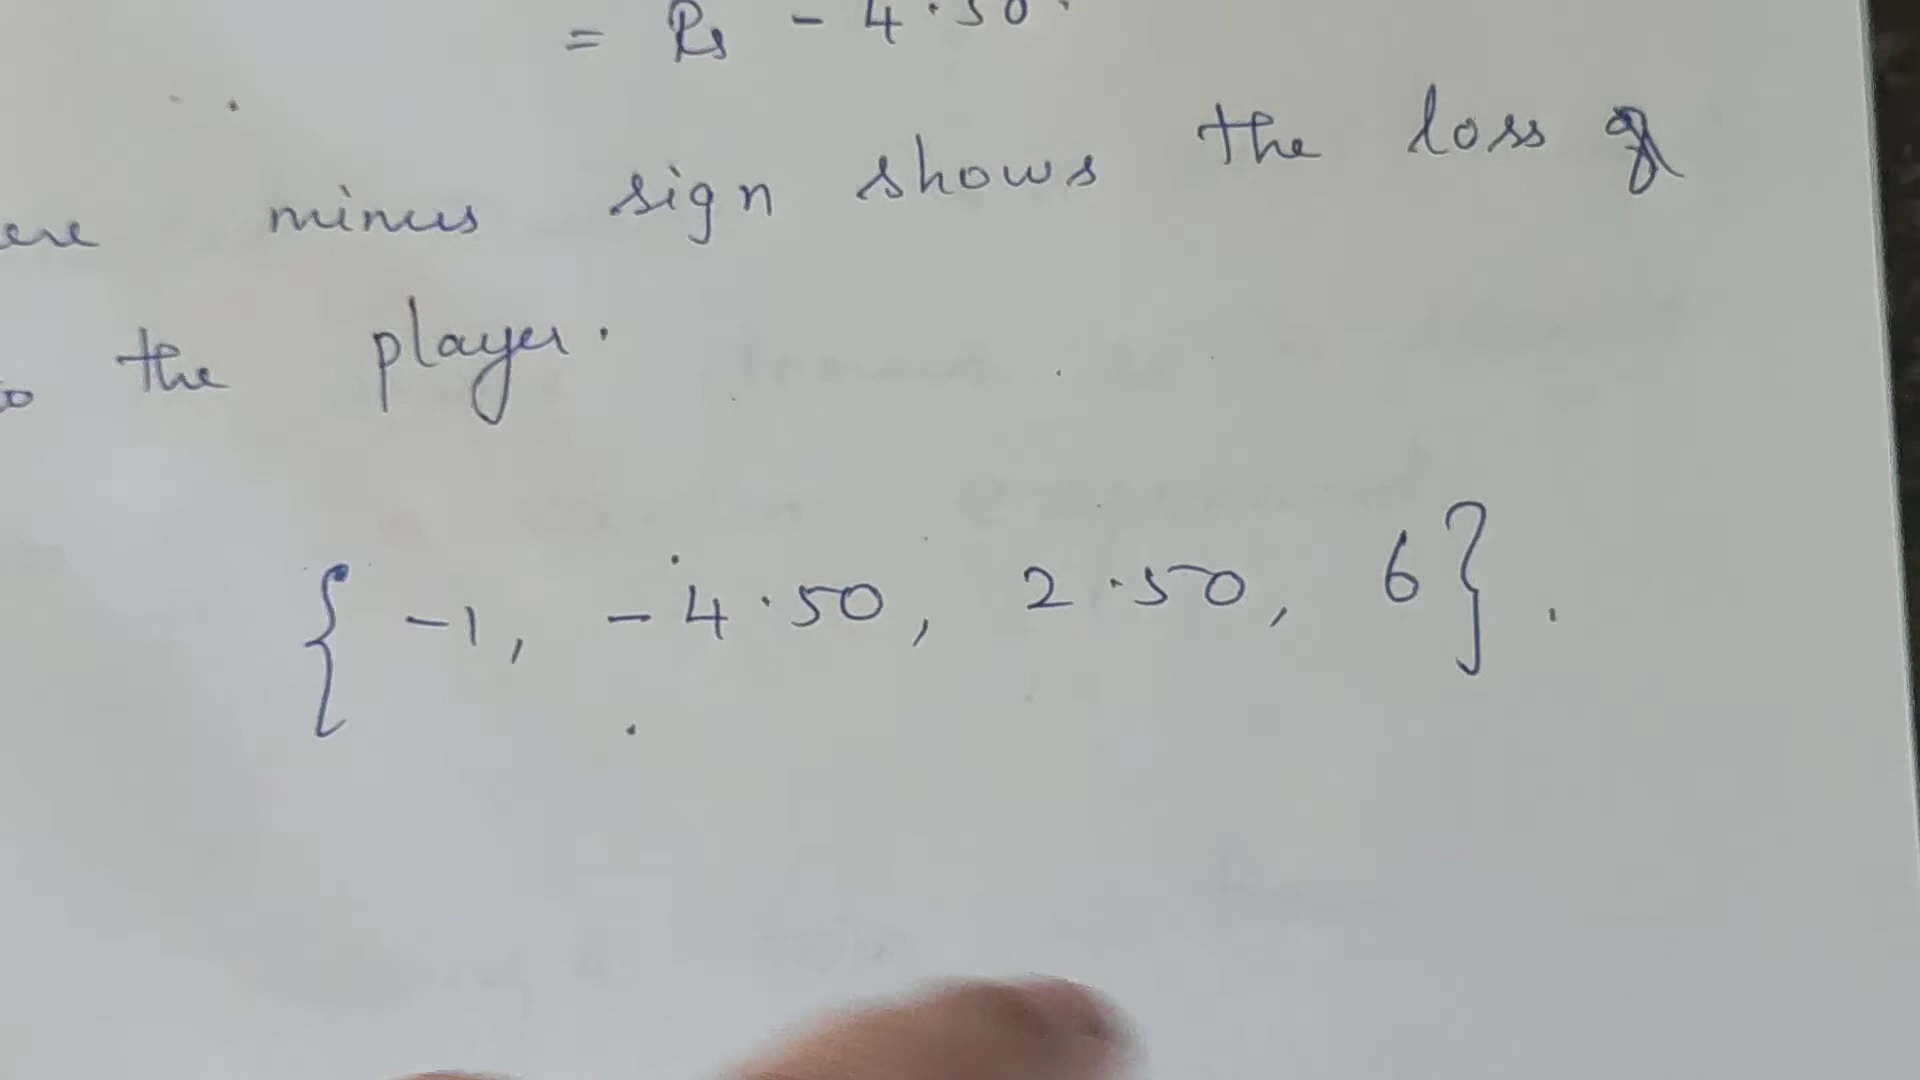 = Rs - 4.50.
minus sign shows the loss of
the player.
{ -1, -4.50, 2.50, 6 } .